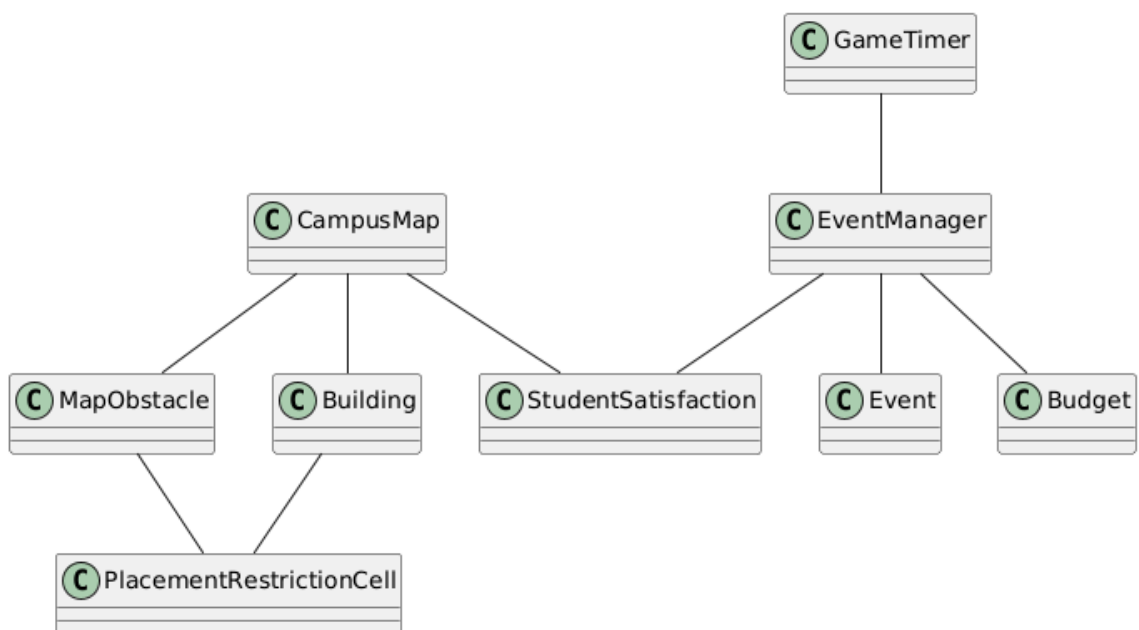 C GameTimer
C CampusMap
C EventManager
C MapObstacle
C Building
C StudentSatisfaction
C Event
C Budget
C PlacementRestrictionCell